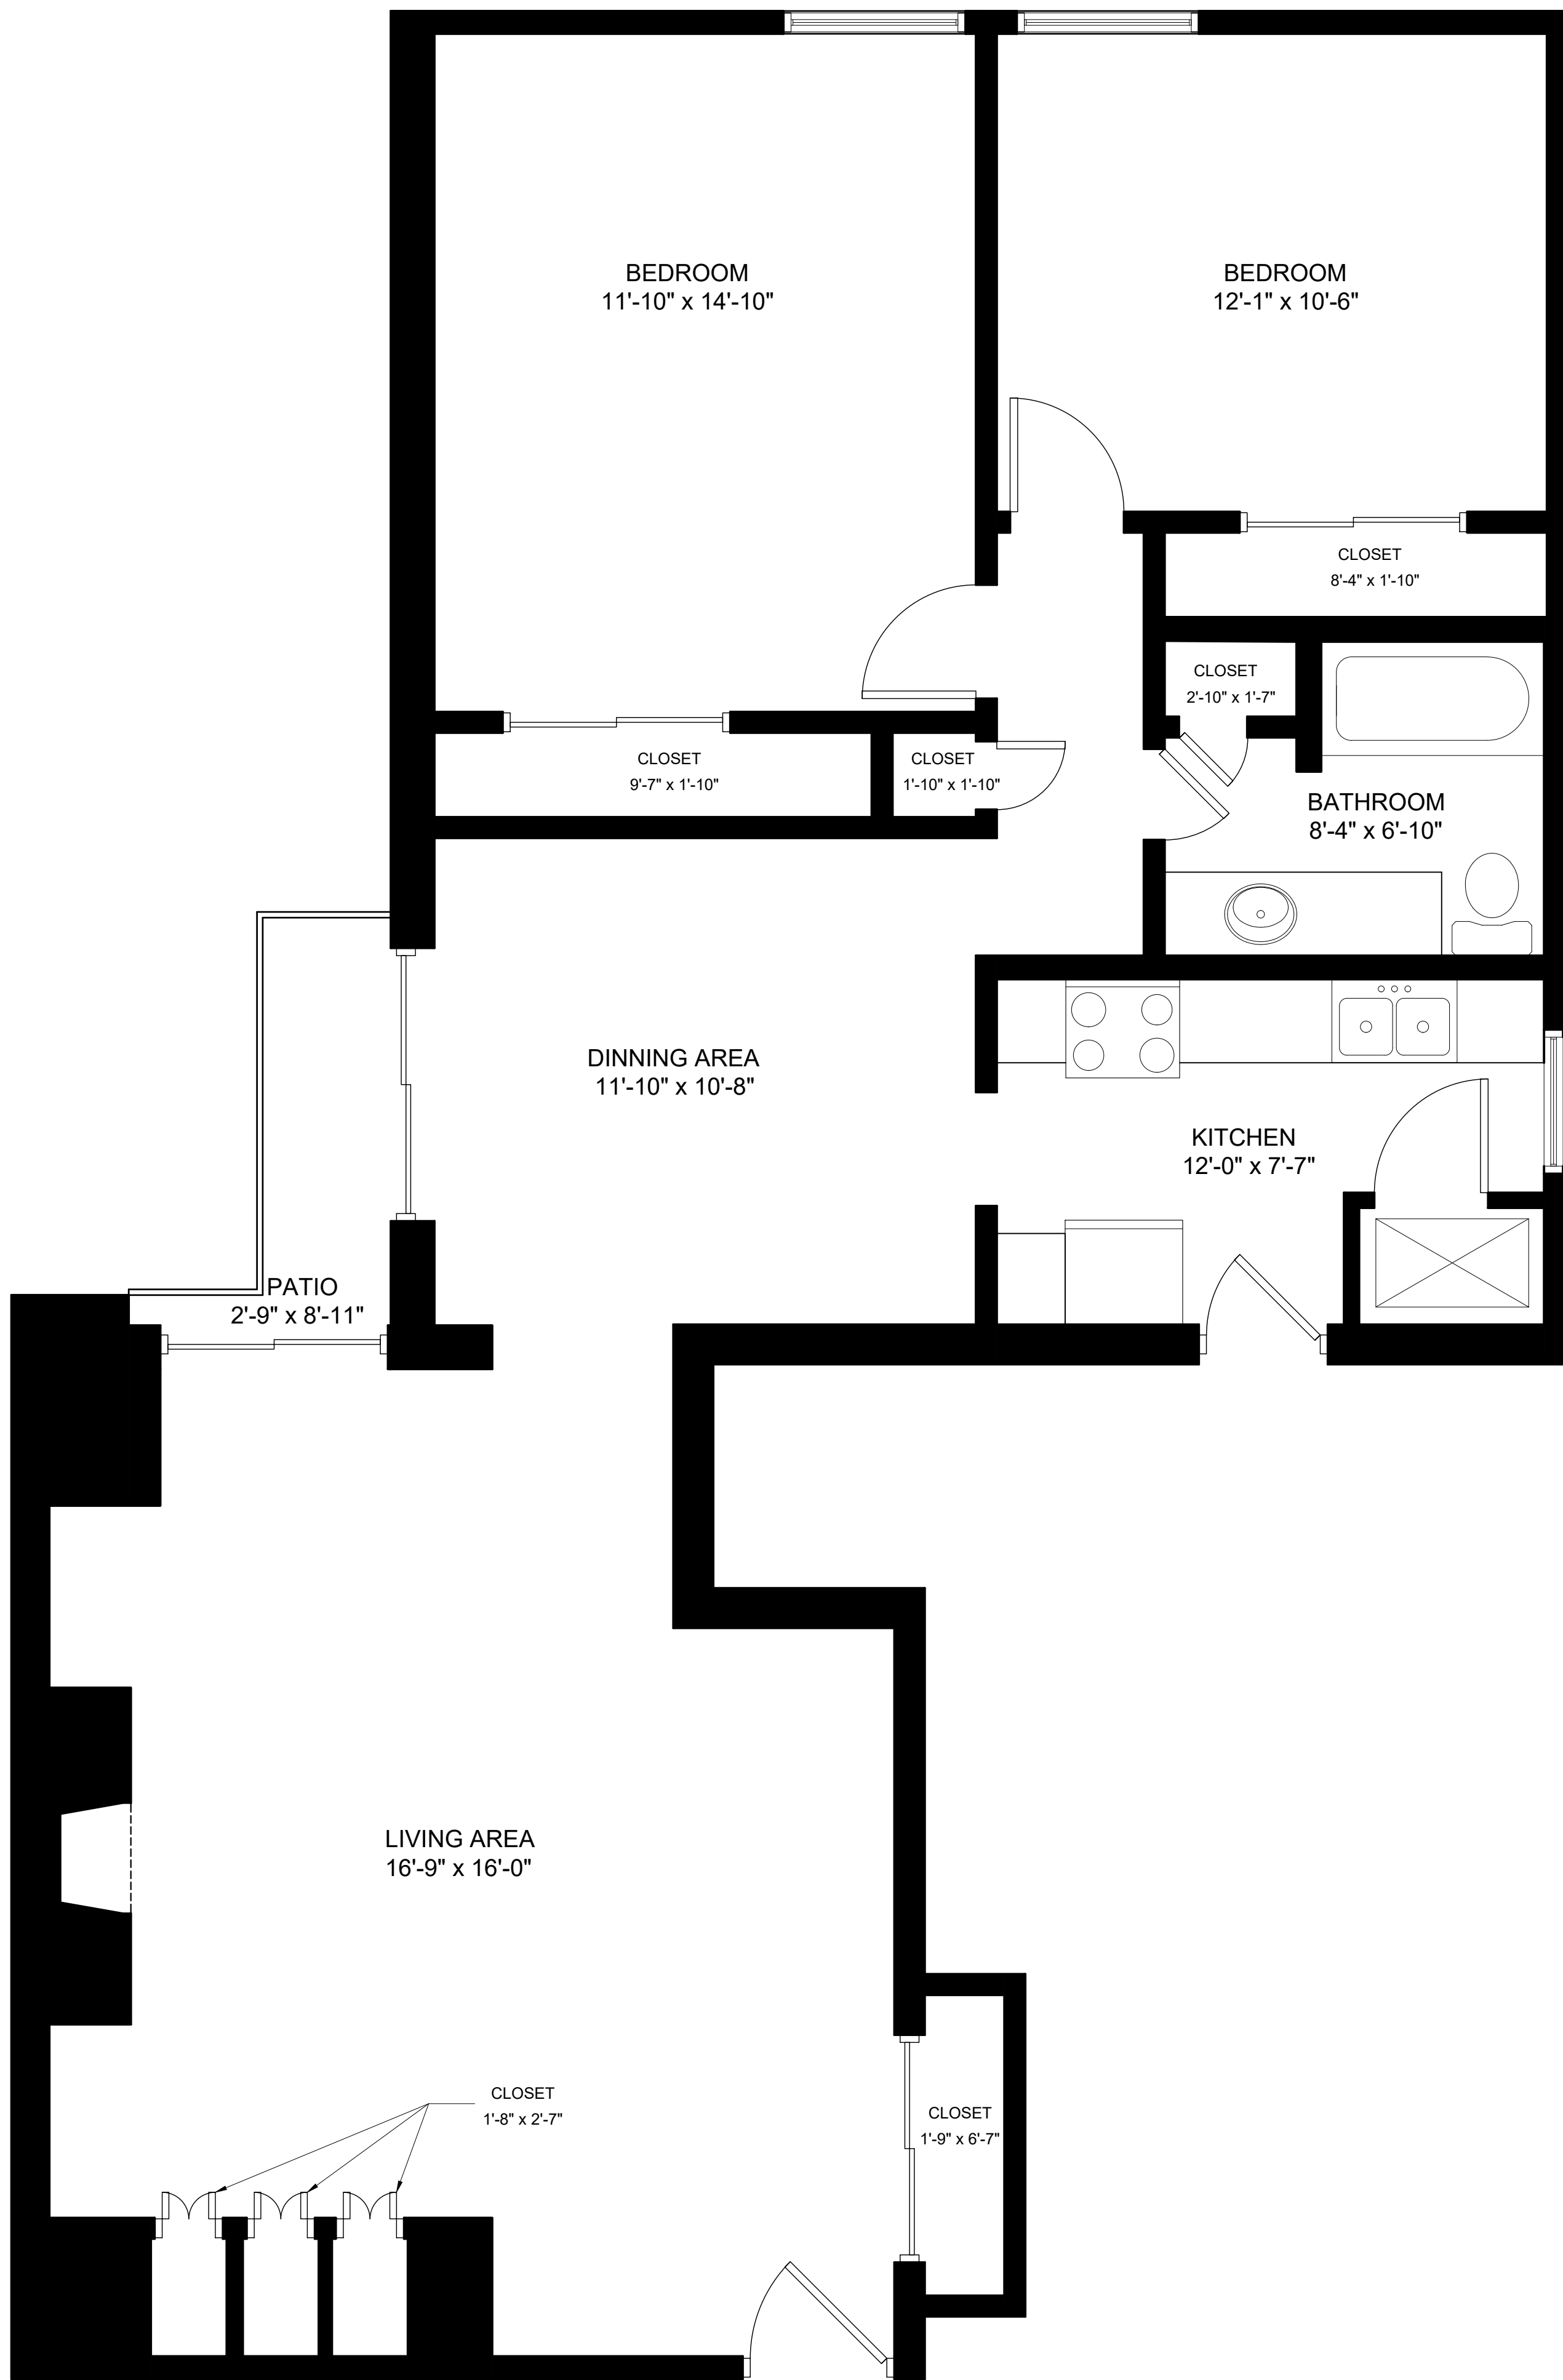 BEDROOM
11'-10" x 14'-10"
BEDROOM
12'-1" x 10'-6"
CLOSET
8'-4" x 1'-10"
CLOSET
2'-10" x 1'-7"
CLOSET
9'-7" x 1'-10"
CLOSET
1'-10" x 1'-10"
BATHROOM
8'-4" x 6'-10"
DINNING AREA
11'-10" x 10'-8"
KITCHEN
12'-0" x 7'-7"
PATIO
2'-9" x 8'-11"
LIVING AREA
16'-9" x 16'-0"
CLOSET
1'-8" x 2'-7"
CLOSET
1'-9" x 6'-7"